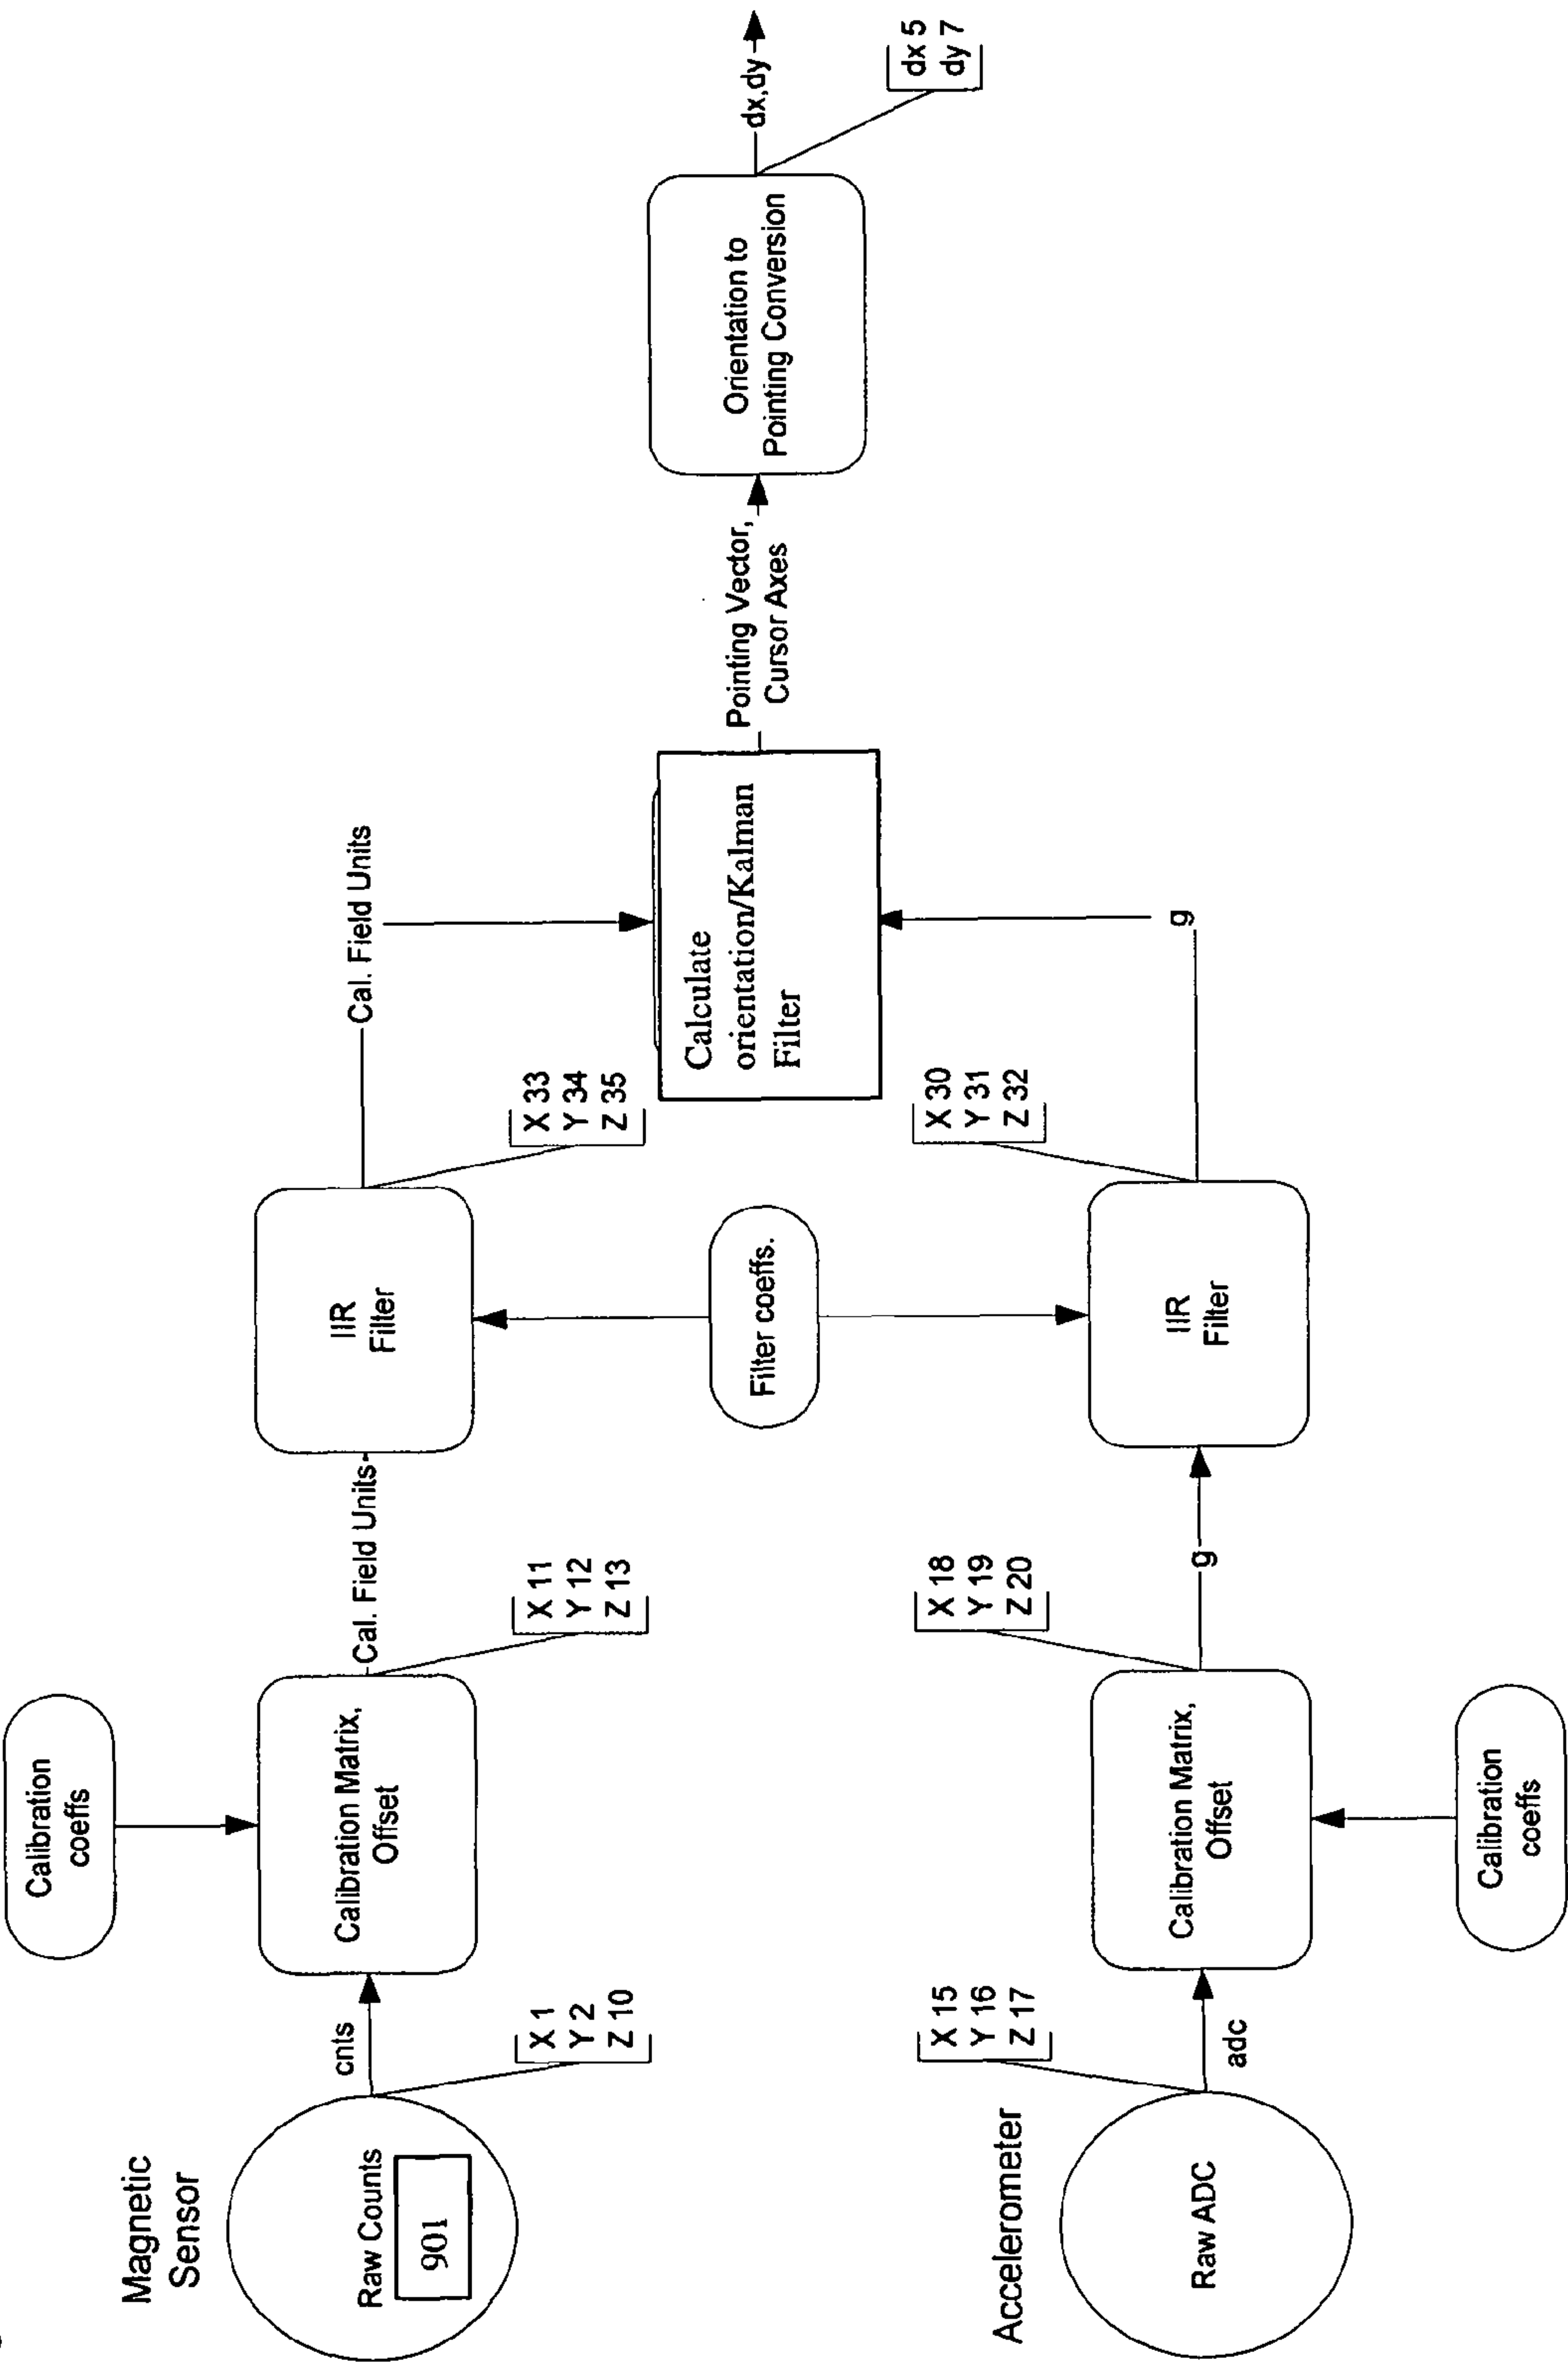 Magnetic
Sensor
Raw Counts
901
cnts
X 1
Y 2
Z 10
Calibration
coeffs
Calibration Matrix,
Offset
Cal. Field Units
X 11
Y 12
Z 13
IIR
Filter
X 33
Y 34
Z 35
Cal. Field Units
Filter coeffs.
Accelerometer
Raw ADC
adc
X 15
Y 16
Z 17
Calibration Matrix,
Offset
Calibration
coeffs
g
X 18
Y 19
Z 20
IIR
Filter
X 30
Y 31
Z 32
g
Calculate
orientation/Kalman
Filter
Pointing Vector,
Cursor Axes
Orientation to
Pointing Conversion
dx,dy
dx 5
dy 7